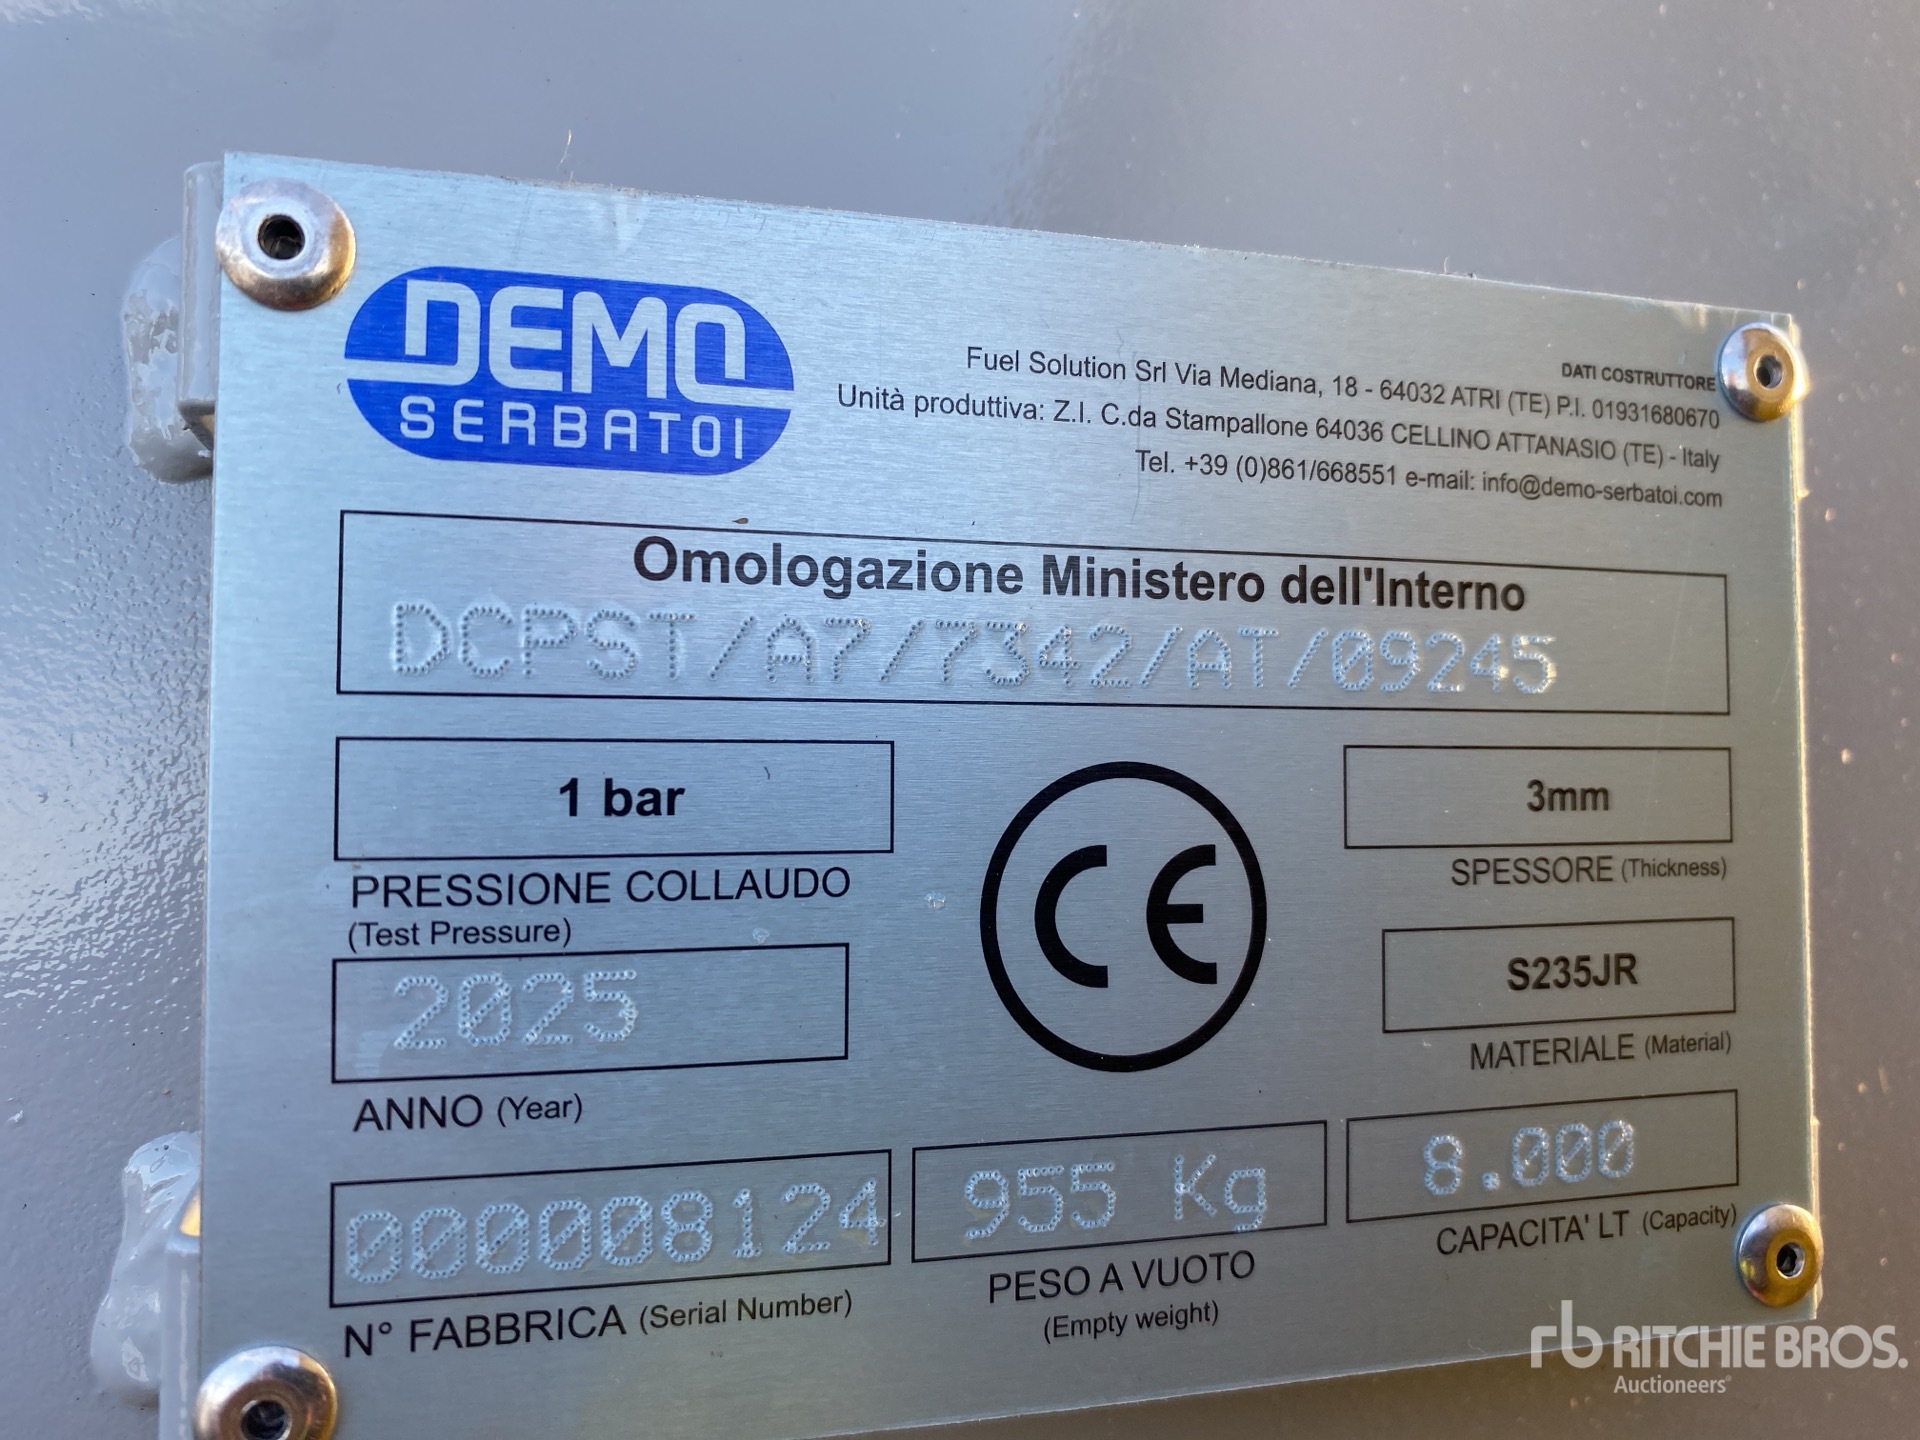 DEMO
SERBATOI
DATI COSTRUTTORE
Fuel Solution Srl Via Mediana, 18 - 64032 ATRI (TE) P.I. 01931680670
Unità produttiva: Z.I. C.da Stampallone 64036 CELLINO ATTANASIO (TE) - Italy
Tel. +39 (0)861/668551 e-mail: info@demo-serbatoi.com
Omologazione Ministero dell'Interno
DCPST/A7/7342/AT/09245
1 bar
PRESSIONE COLLAUDO
(Test Pressure)
2025
ANNO (Year)
000008124
N° FABBRICA (Serial Number)
CE
3mm
SPESSORE (Thickness)
S235JR
MATERIALE (Material)
955 Kg
PESO A VUOTO
(Empty weight)
8.000
CAPACITA' LT (Capacity)
rb RITCHIE BROS.
Auctioneers